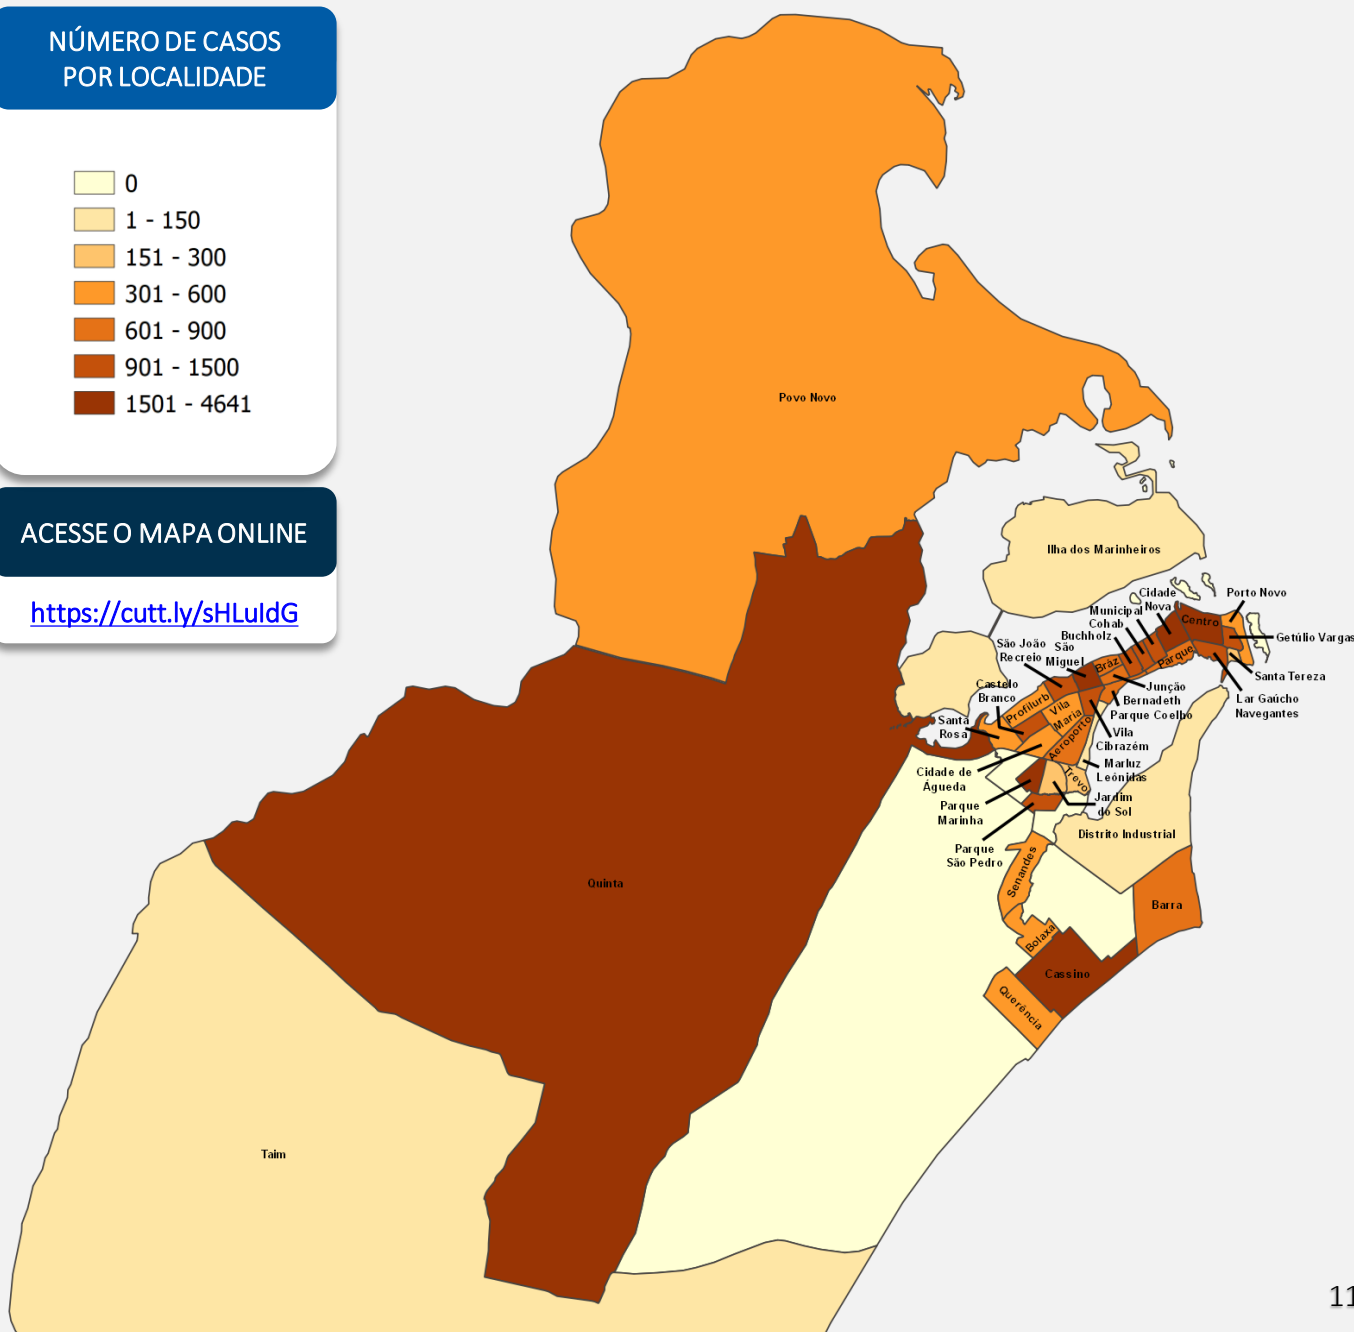 NÚMERO DE CASOS
POR LOCALIDADE
0
1 - 150
151 - 300
301 - 600
601 - 900
901 - 1500
1501 - 4641
ACESSE O MAPA ONLINE
https://cutt.ly/sHLuIdG
Povo Novo
Ilha dos Marinheiros
Cidade
Nova
Porto Novo
Municipal
Cohab
Buchholz
Centro
Getúlio Vargas
São João
Recreio
São
Miguel
Bráz
Parque
Santa Tereza
Castelo
Branco
Junção
Bernadeth
Parque Coelho
Lar Gaúcho
Navegantes
Profilurb
Vila
Maria
Santa
Rosa
Aeroporto
Vila
Cibrazém
Cidade de
Águeda
Marluz
Leônidas
Trevo
Parque
Marinha
Jardim
do Sol
Distrito Industrial
Parque
São Pedro
Senandes
Quinta
Barra
Bolaxa
Cassino
Querência
Taim
11